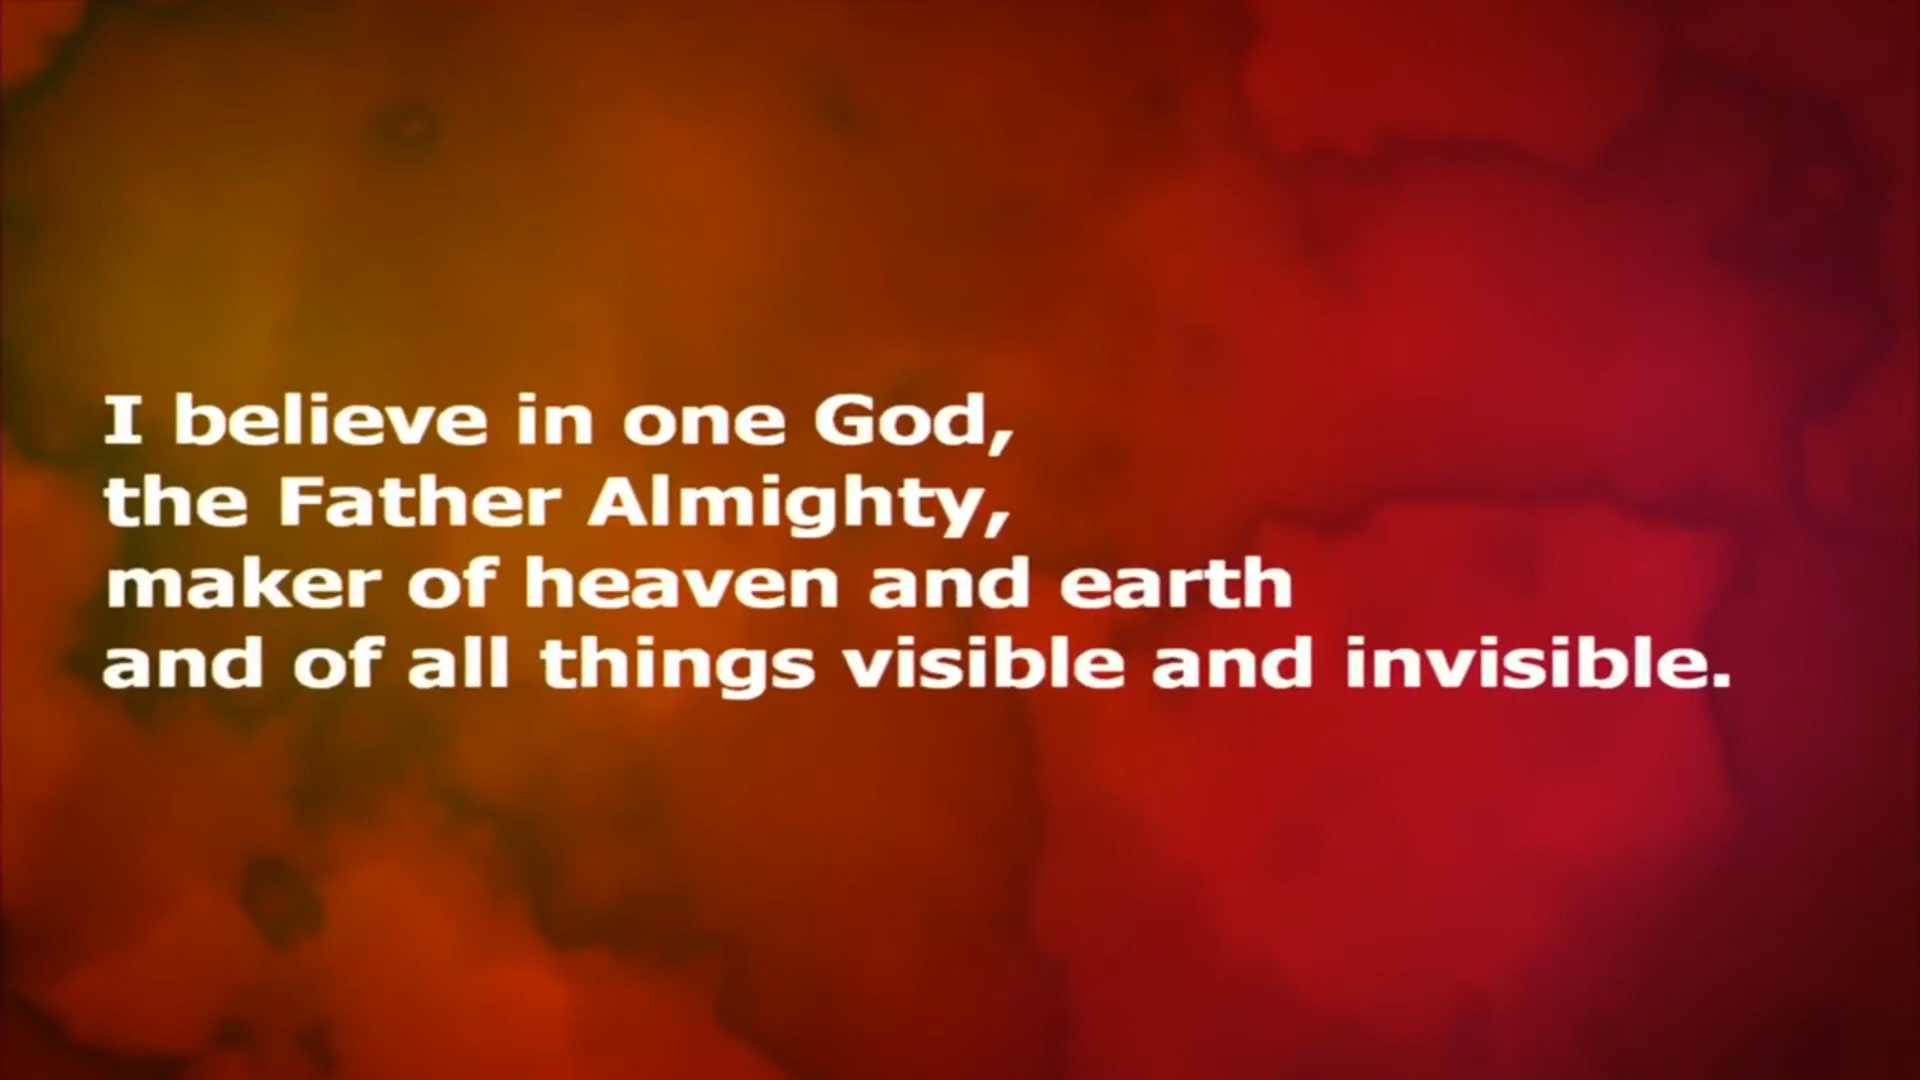 I believe in one God,
the Father Almighty,
maker of heaven and earth
and of all things visible and invisible.